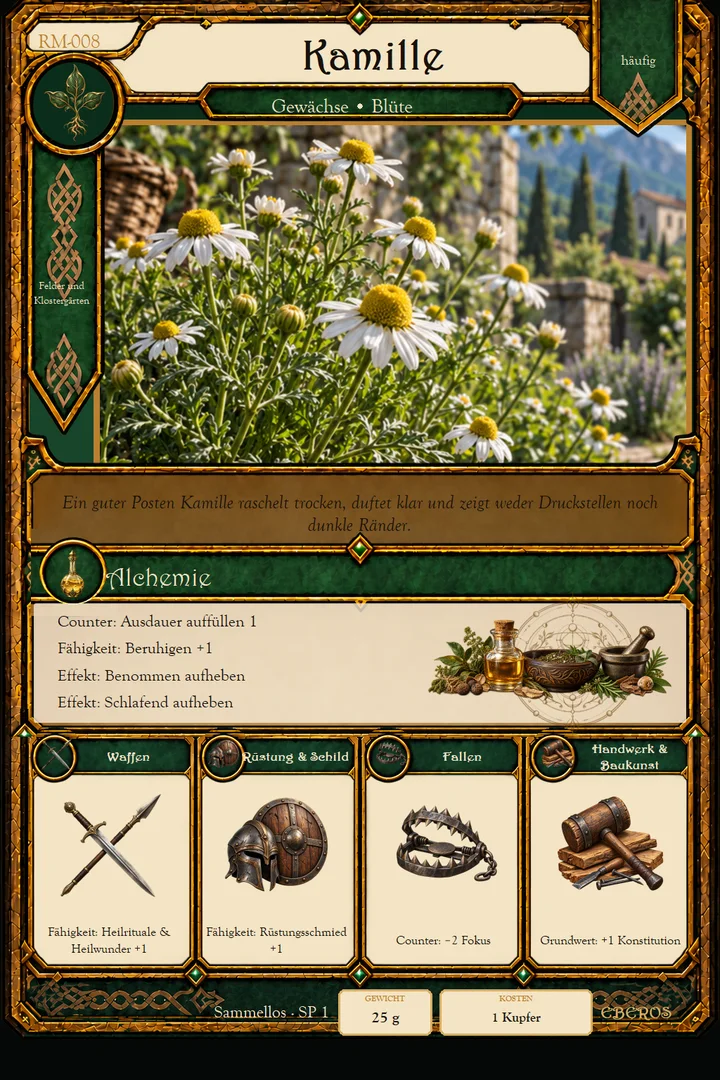 RM-008
Kamille
häufig
Gewächse • Blüte
Felder und
Klostergärten
Ein guter Posten Kamille raschelt trocken, duftet klar und zeigt weder Druckstellen noch
dunkle Ränder.
Alchemie
Counter: Ausdauer auffüllen 1
Fähigkeit: Beruhigen +1
Effekt: Benommen aufheben
Effekt: Schlafend aufheben
Waffen
Rüstung & Schild
Fallen
Handwerk &
Baukunst
Fähigkeit: Heilrituale &
Heilwunder +1
Fähigkeit: Rüstungsschmied
+1
Counter: −2 Fokus
Grundwert: +1 Konstitution
Sammellos · SP 1
GEWICHT
25 g
KOSTEN
1 Kupfer
EBEROS